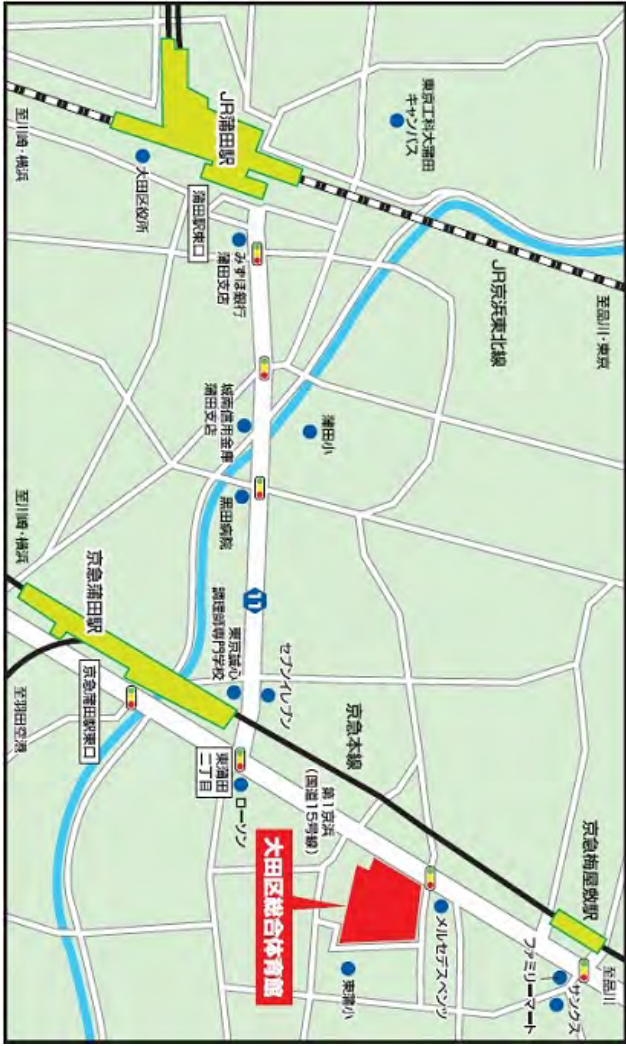 東京工科大蒲田
キャンパス
至品川・東京
JR京浜東北線
JR蒲田駅
至川崎・横浜
大田区役所
蒲田駅東口
みずほ銀行
蒲田支店
城南信用金庫
蒲田支店
蒲田小
黒田病院
11
至川崎・横浜
京急蒲田駅
京急蒲田駅東口
至羽田空港
東京誠心
調理師専門学校
セブンイレブン
東蒲田
二丁目
ローソン
京急本線
第1京浜
(国道15号線)
大田区総合体育館
メルセデスベンツ
東蒲小
京急梅屋敷駅
至品川
サンクス
ファミリーマート